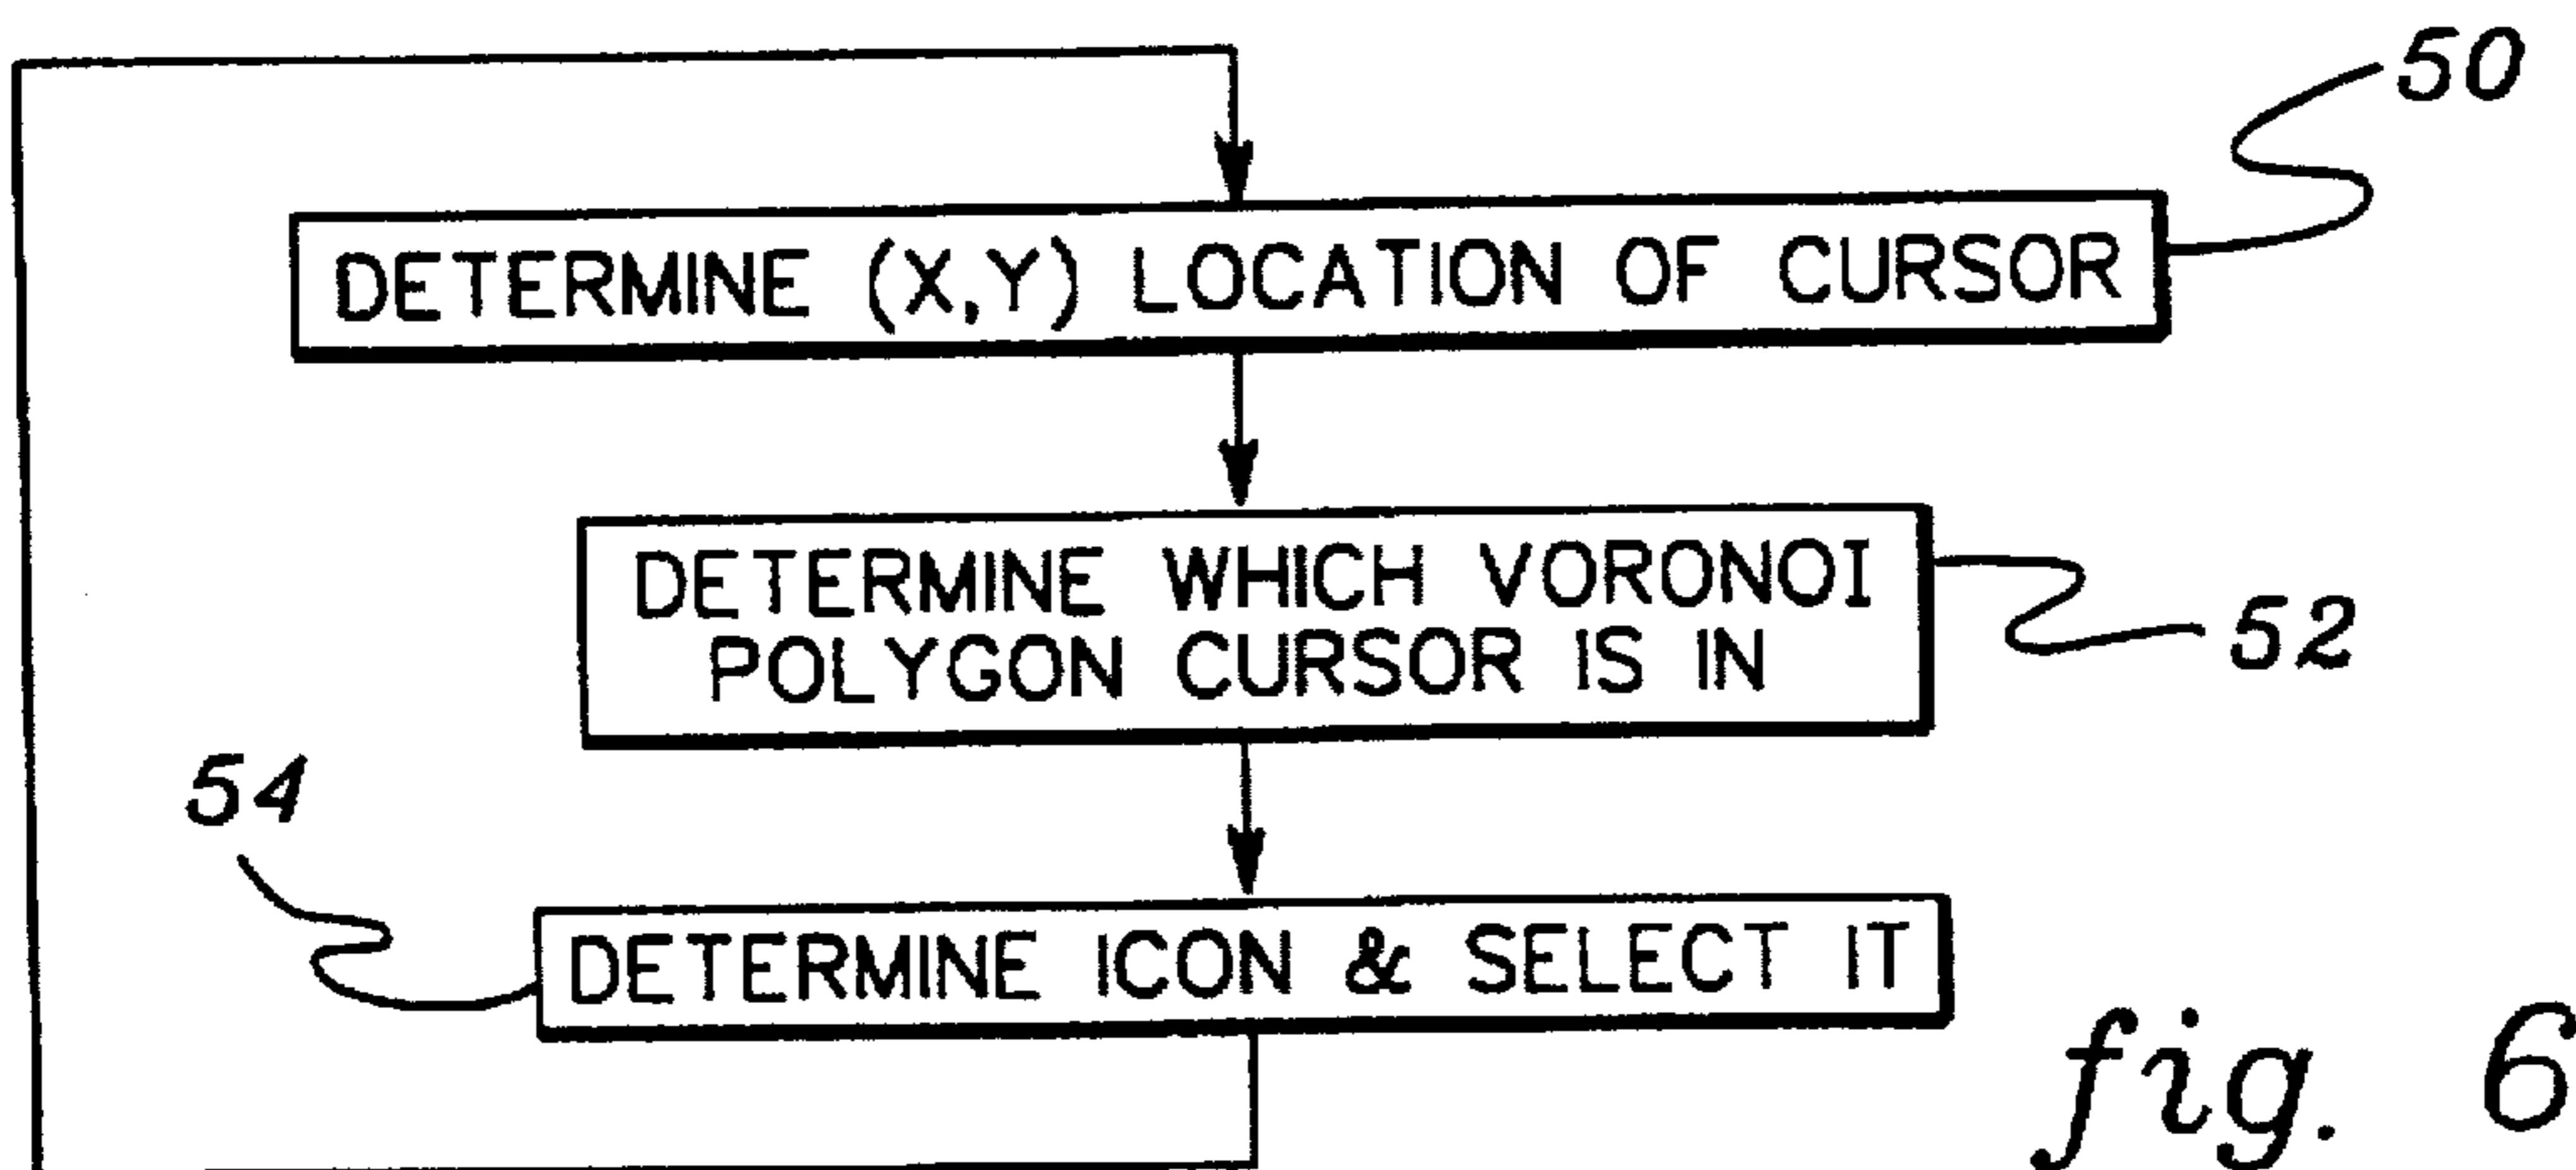 50
DETERMINE (X,Y) LOCATION OF CURSOR
DETERMINE WHICH VORONOI
POLYGON CURSOR IS IN
52
54
DETERMINE ICON & SELECT IT
fig. 6